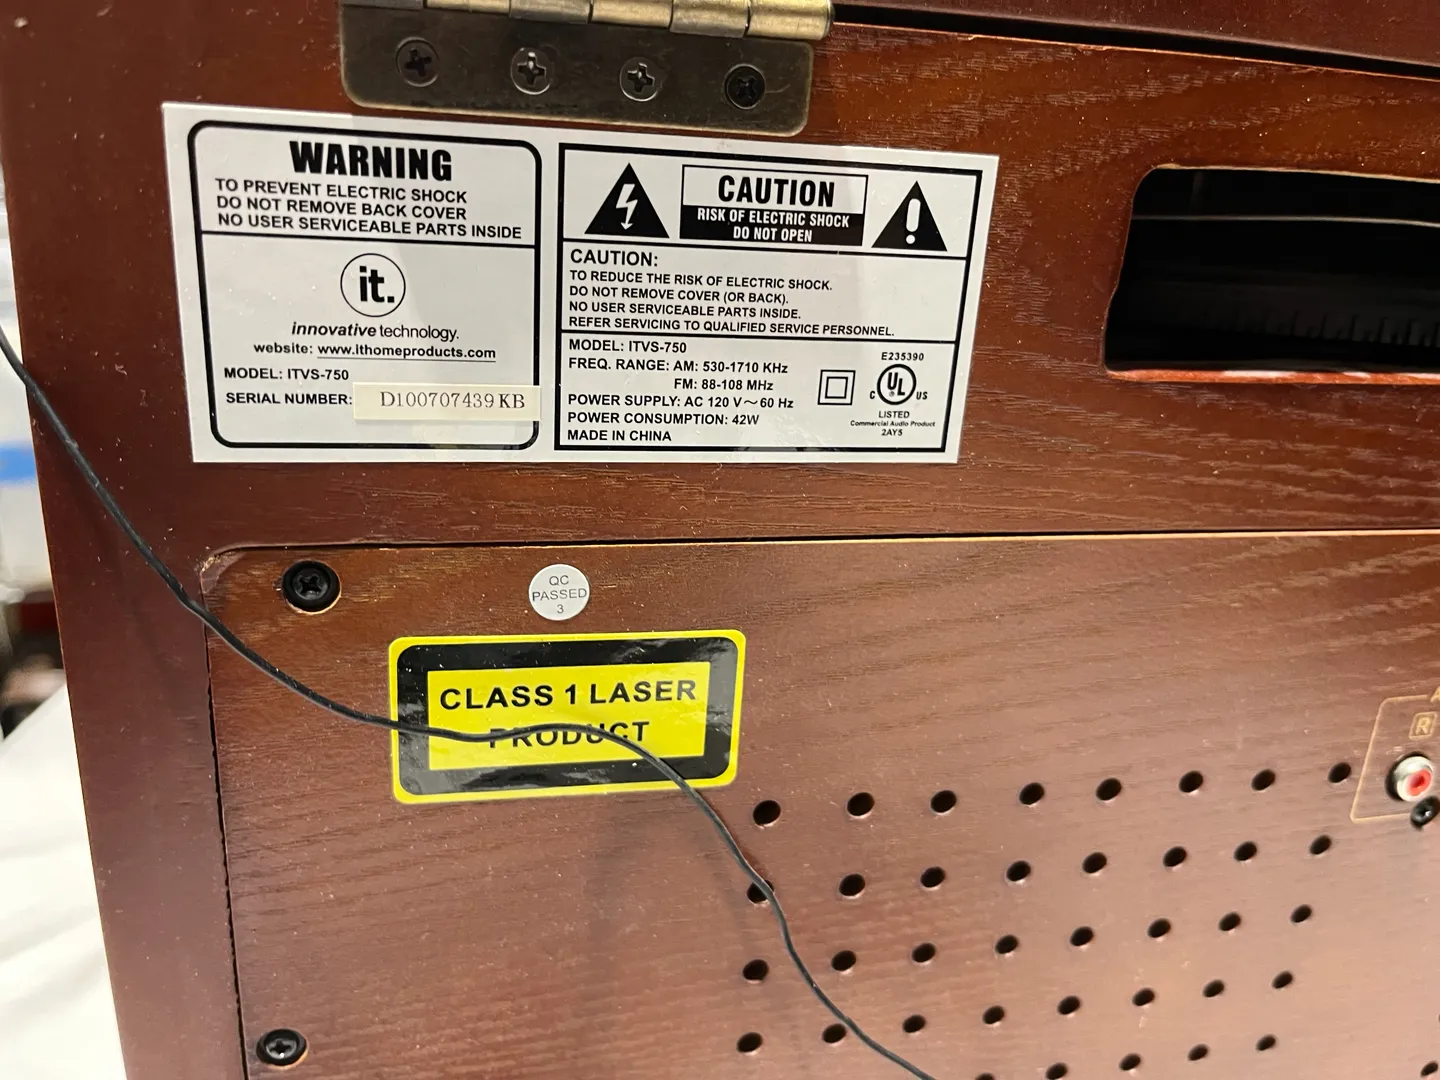 WARNING
TO PREVENT ELECTRIC SHOCK
DO NOT REMOVE BACK COVER
NO USER SERVICEABLE PARTS INSIDE
it.
innovative technology.
website: www.ithomeproducts.com
MODEL: ITVS-750
SERIAL NUMBER: D100707439 KB
CAUTION
RISK OF ELECTRIC SHOCK
DO NOT OPEN
CAUTION:
TO REDUCE THE RISK OF ELECTRIC SHOCK.
DO NOT REMOVE COVER (OR BACK).
NO USER SERVICEABLE PARTS INSIDE.
REFER SERVICING TO QUALIFIED SERVICE PERSONNEL.
MODEL: ITVS-750
FREQ. RANGE: AM: 530-1710 KHz
FM: 88-108 MHz
POWER SUPPLY: AC 120 V～60 Hz
POWER CONSUMPTION: 42W
MADE IN CHINA
E235390
C UL ® US
LISTED
Commercial Audio Product
2AY5
QC
PASSED
3
CLASS 1 LASER
PRODUCT
R